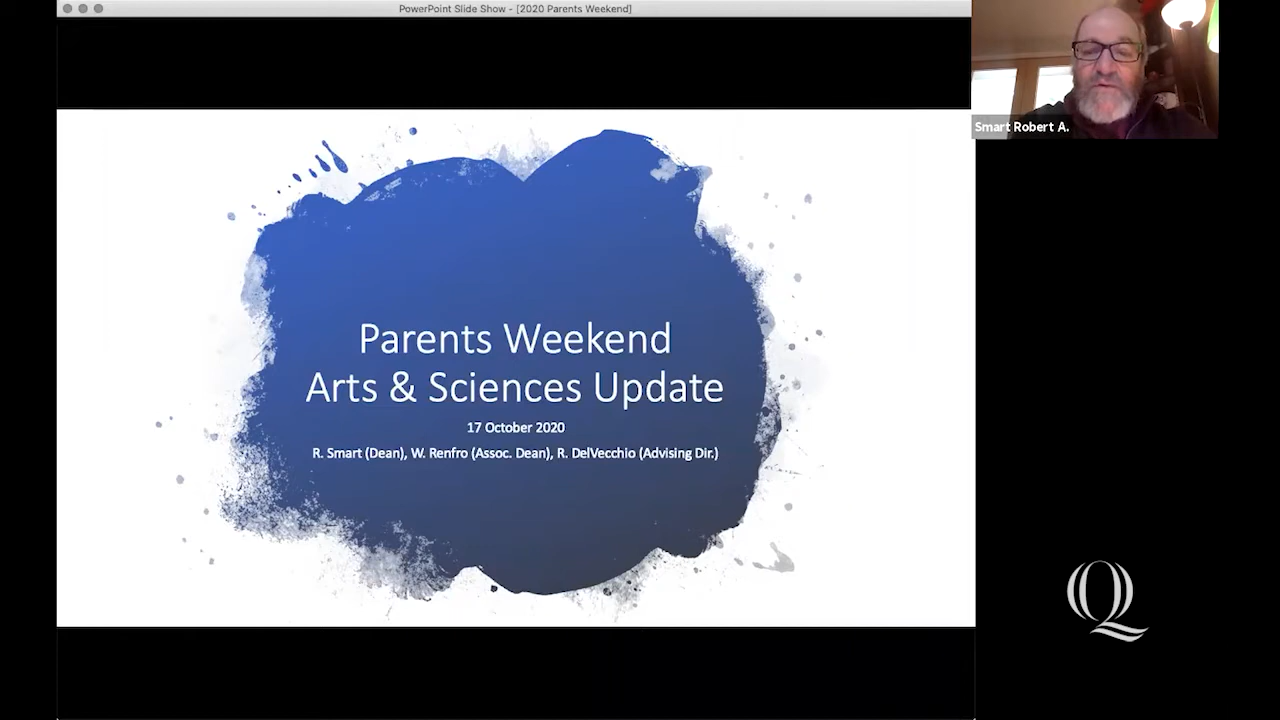 PowerPoint Slide Show - [2020 Parents Weekend]
Smart Robert A.
Parents Weekend
Arts & Sciences Update
17 October 2020
R. Smart (Dean), W. Renfro (Assoc. Dean), R. DelVecchio (Advising Dir.)
Q